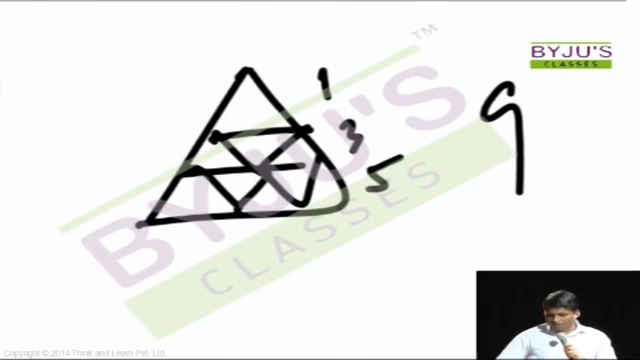 BYJU'S
CLASSES
1
3
5
9
BYJU'S
CLASSES
TM
Copyright © 2014 Think and Learn Pvt. Ltd